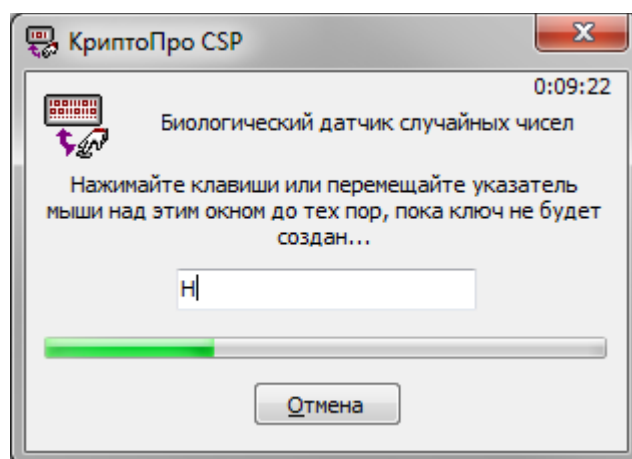 КриптоПро CSP
0:09:22
Биологический датчик случайных чисел
Нажимайте клавиши или перемещайте указатель
мыши над этим окном до тех пор, пока ключ не будет
создан...
Н
Отмена